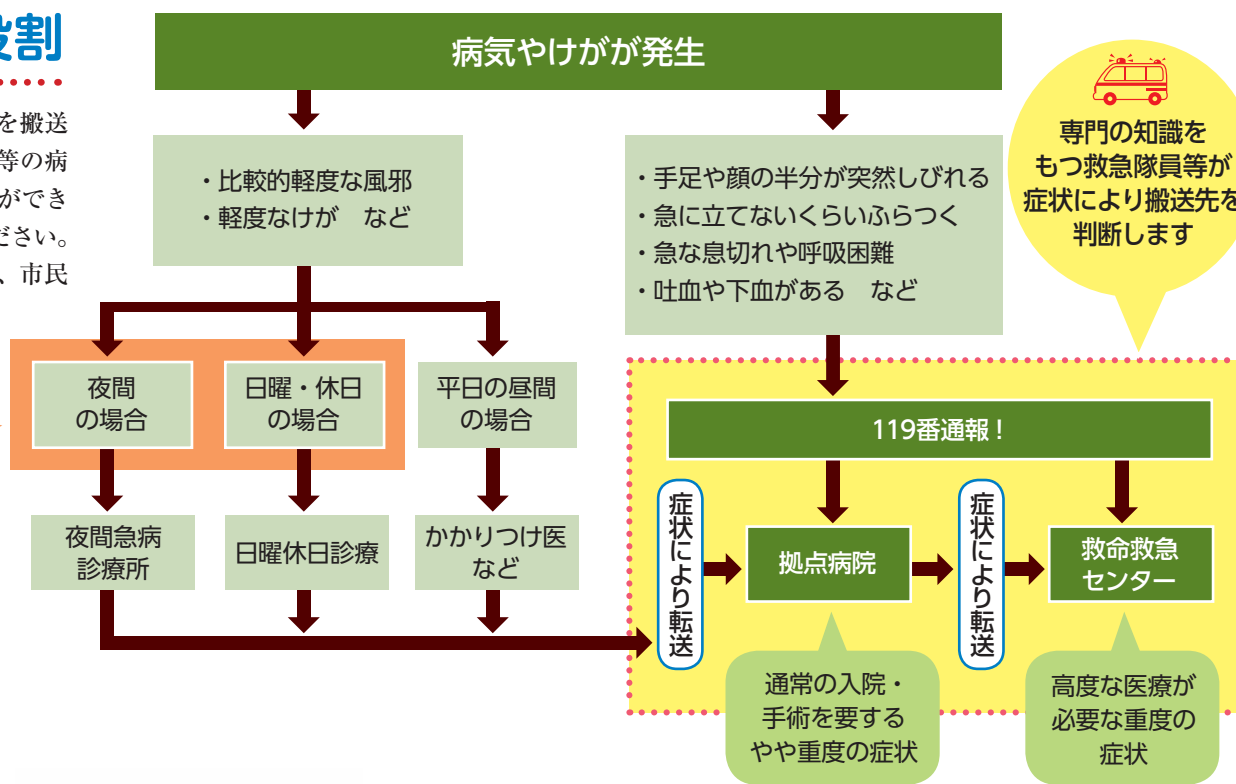 役割
を搬送
等の病
ができ
ださい。
、市民
病気やけがが発生
・比較的軽度な風邪
・軽度なけが　など
・手足や顔の半分が突然しびれる
・急に立てないくらいふらつく
・急な息切れや呼吸困難
・吐血や下血がある　など
専門の知識を
もつ救急隊員等が
症状により搬送先を
判断します
夜間
の場合
日曜・休日
の場合
平日の昼間
の場合
夜間急病
診療所
日曜休日診療
かかりつけ医
など
119番通報！
症状により転送
拠点病院
症状により転送
救命救急
センター
通常の入院・
手術を要する
やや重度の症状
高度な医療が
必要な重度の
症状